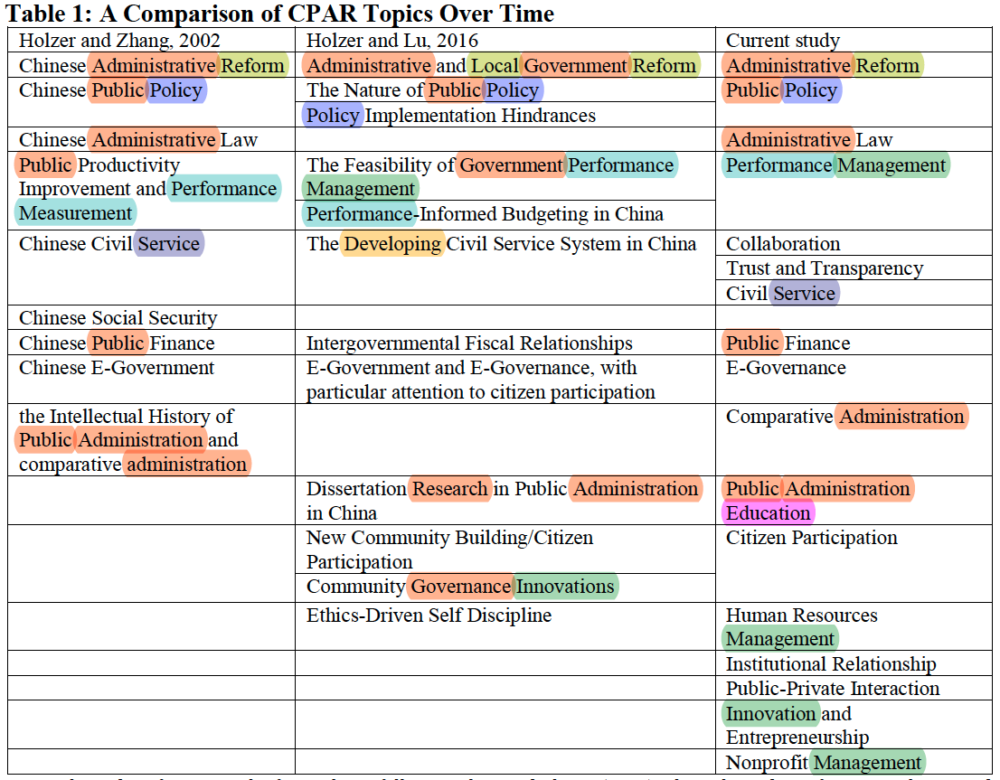 Table 1: A Comparison of CPAR Topics Over Time
Holzer and Zhang, 2002
Holzer and Lu, 2016
Current study
Chinese Administrative Reform
Administrative and Local Government Reform
Administrative Reform
Chinese Public Policy
The Nature of Public Policy
Policy Implementation Hindrances
Public Policy
Chinese Administrative Law
Administrative Law
Public Productivity
Improvement and Performance
Measurement
The Feasibility of Government Performance
Management
Performance-Informed Budgeting in China
Performance Management
Chinese Civil Service
The Developing Civil Service System in China
Collaboration
Trust and Transparency
Civil Service
Chinese Social Security
Chinese Public Finance
Intergovernmental Fiscal Relationships
Public Finance
Chinese E-Government
E-Government and E-Governance, with
particular attention to citizen participation
E-Governance
the Intellectual History of
Public Administration and
comparative administration
Comparative Administration
Dissertation Research in Public Administration
in China
Public Administration
Education
New Community Building/Citizen
Participation
Community Governance Innovations
Citizen Participation
Ethics-Driven Self Discipline
Human Resources
Management
Institutional Relationship
Public-Private Interaction
Innovation and
Entrepreneurship
Nonprofit Management